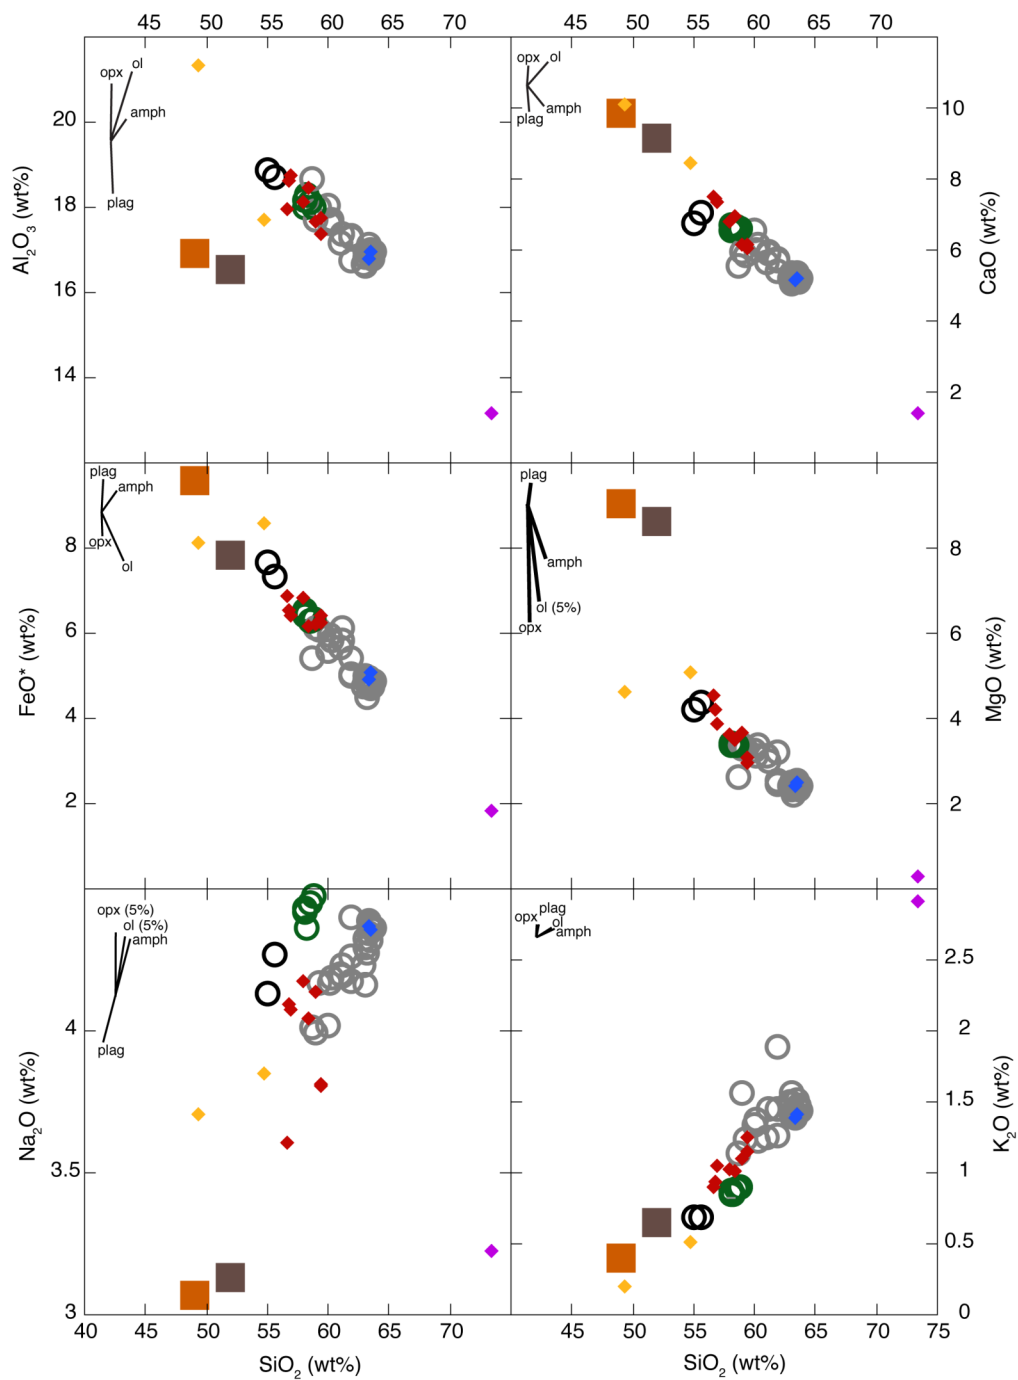 45 50 55 60 65 70 45 50 55 60 65 70
opx ol
amph
plag
20
18
16
14
Al2O3 (wt%)
opx ol
amph
plag
10
8
6
4
2
CaO (wt%)
plag
amph
opx
ol
8
6
4
2
FeO* (wt%)
plag
amph
ol (5%)
opx
8
6
4
2
MgO (wt%)
opx (5%)
ol (5%)
amph
plag
4
3.5
3
Na2O (wt%)
plag
opx ol
amph
2.5
2
1.5
1
0.5
0
K2O (wt%)
40 45 50 55 60 65 70 45 50 55 60 65 70 75
SiO2 (wt%) SiO2 (wt%)